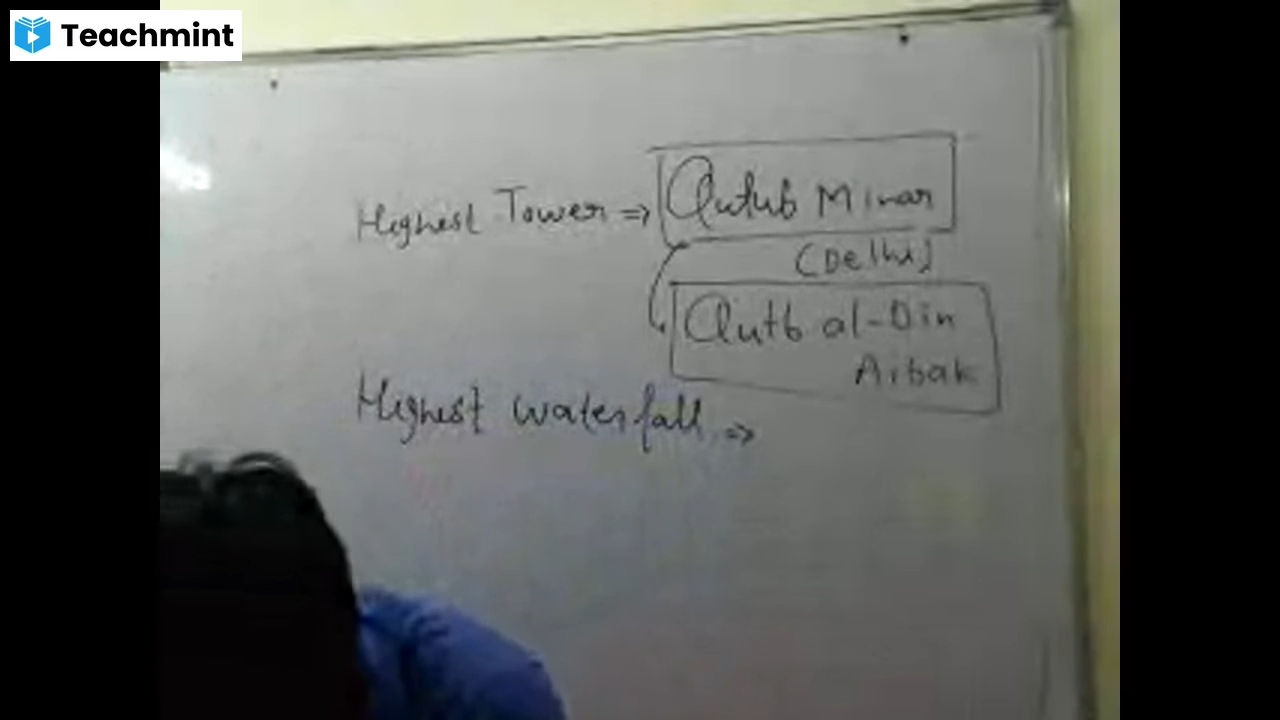 Teachmint
Highest Tower ⇒ Qutub Minar
(Delhi)
Qutb al-Din
Aibak
Highest waterfall ⇒